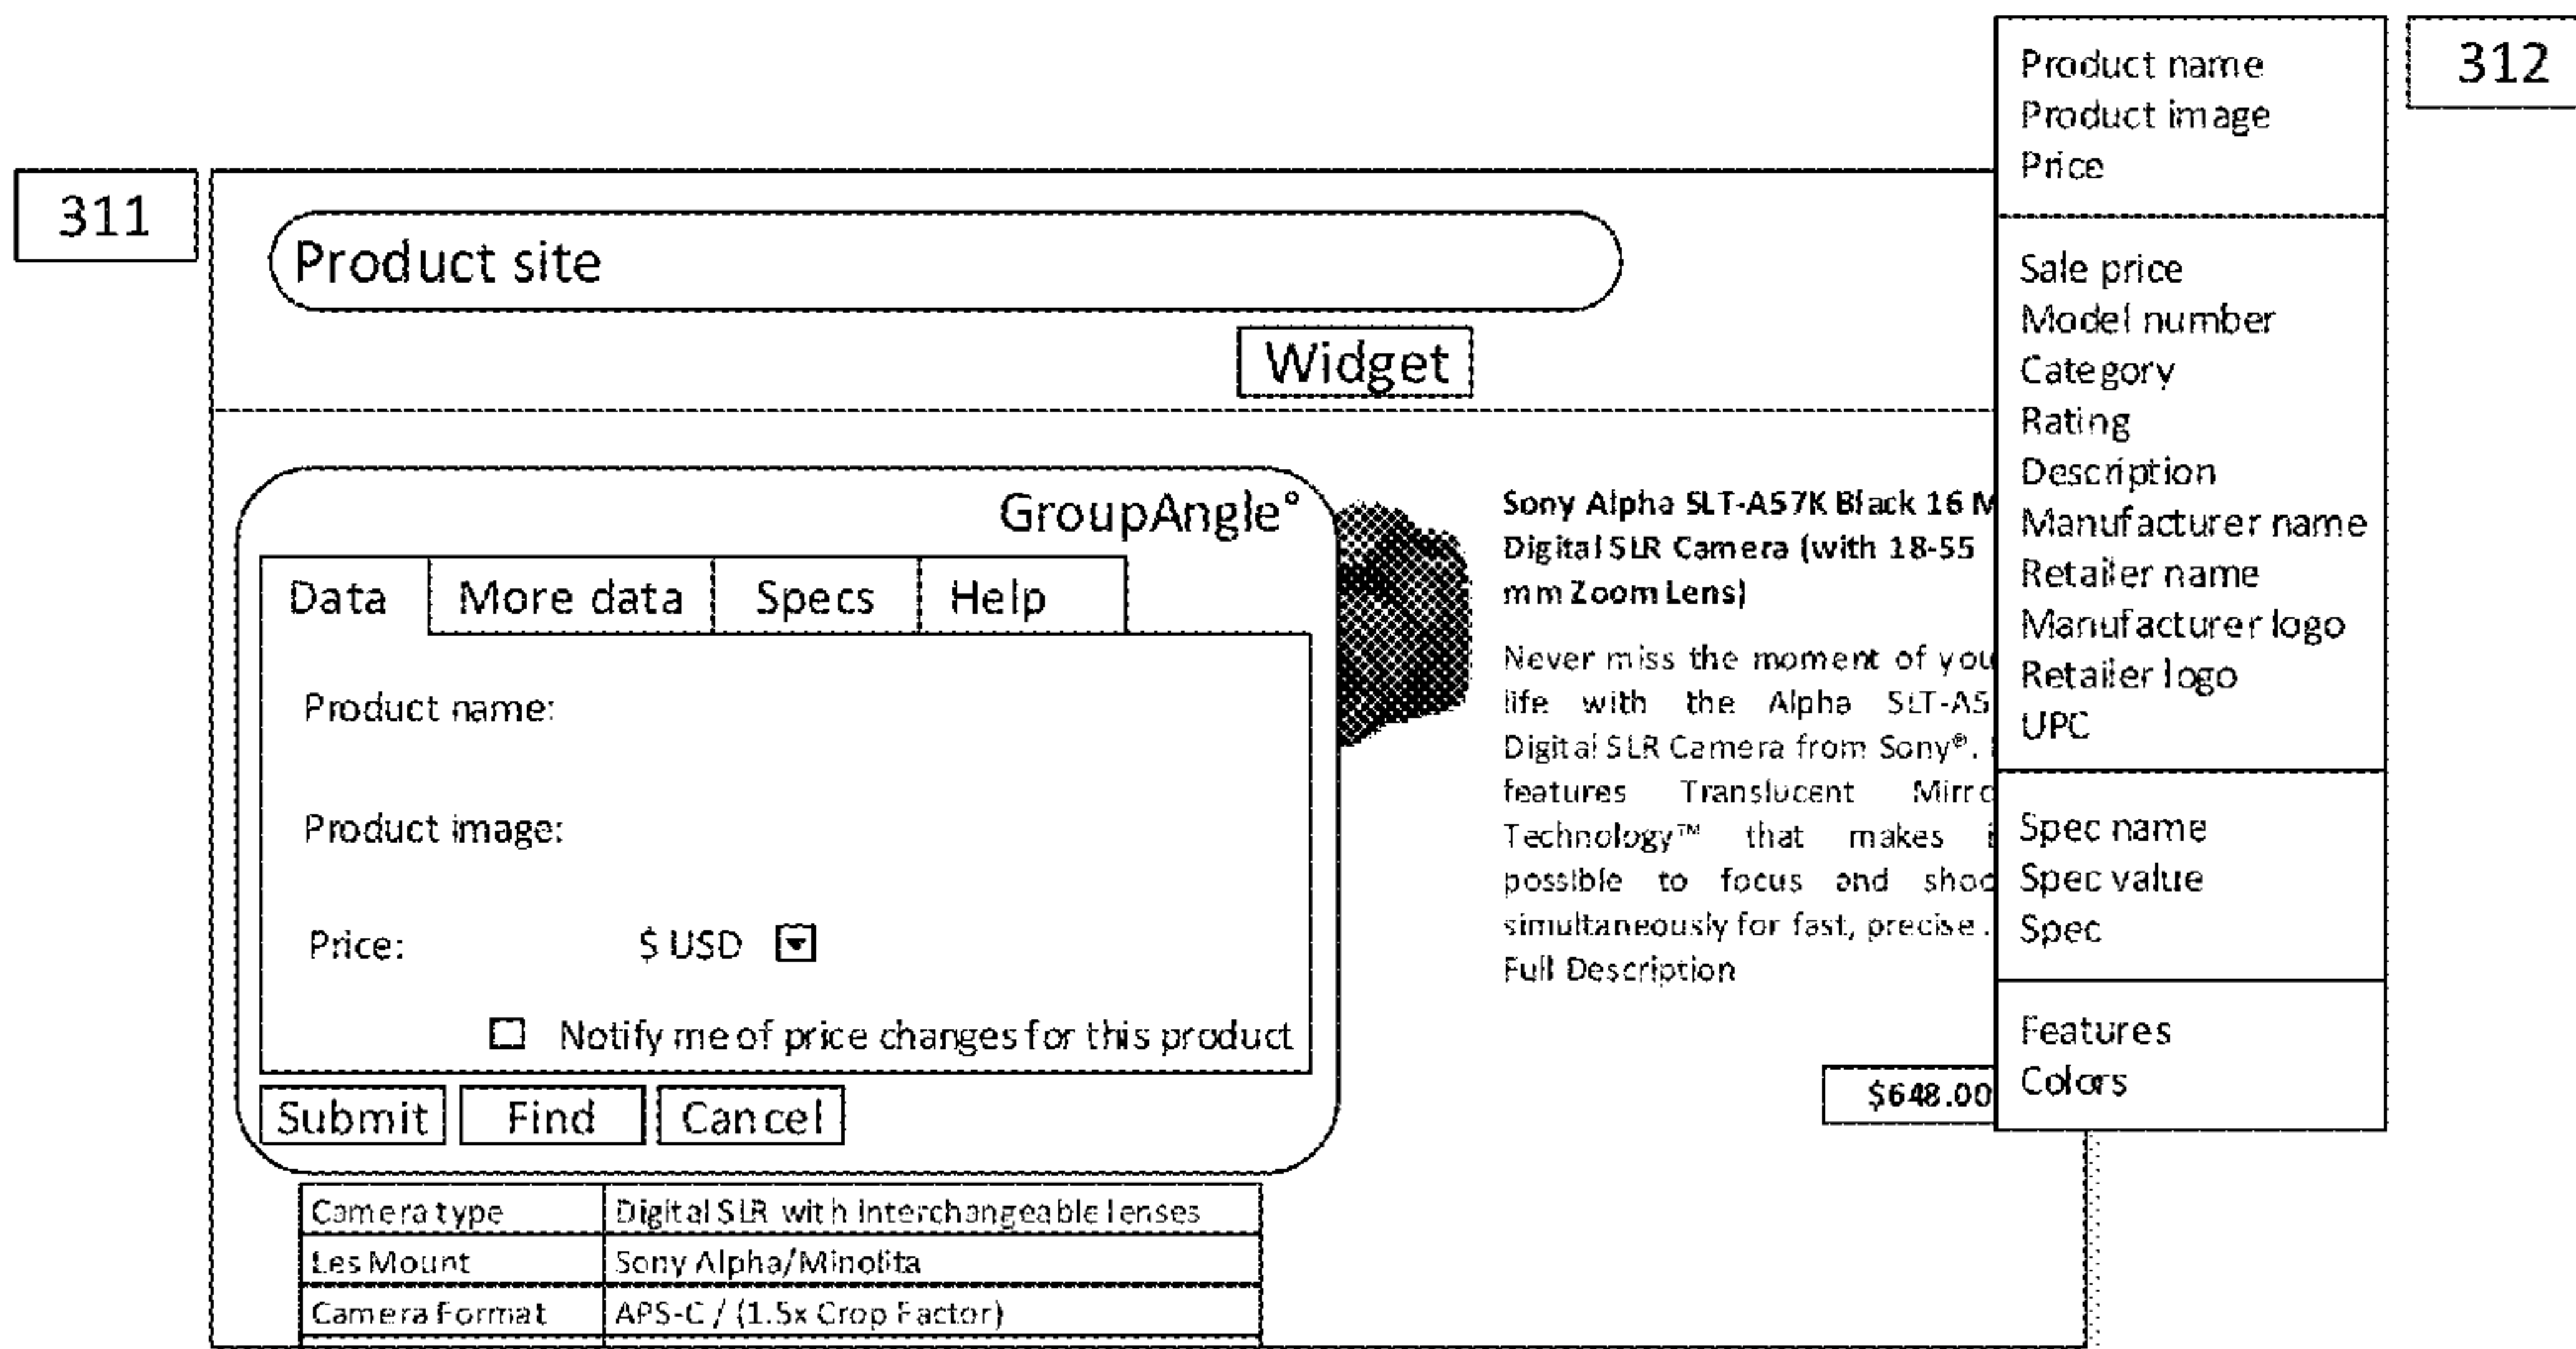 311
Product site
Widget
GroupAngle°
Data More data Specs Help
Product name:
Product image:
Price: $ USD
Notify me of price changes for this product
Submit Find Cancel
Sony Alpha SLT-A57K Black 16 M
Digital SLR Camera (with 18-55
mm Zoom Lens)
Never miss the moment of you
life with the Alpha SLT-A5
Digital SLR Camera from Sony®.
features Translucent Mirro
Technology™ that makes i
possible to focus and shoo
simultaneously for fast, precise .
Full Description
$648.00
Camera type Digital SLR with interchangeable lenses
Les Mount Sony Alpha/Minolita
Camera Format APS-C / (1.5x Crop Factor)
312
Product name
Product image
Price
Sale price
Model number
Category
Rating
Description
Manufacturer name
Retailer name
Manufacturer logo
Retailer logo
UPC
Spec name
Spec value
Spec
Features
Colors